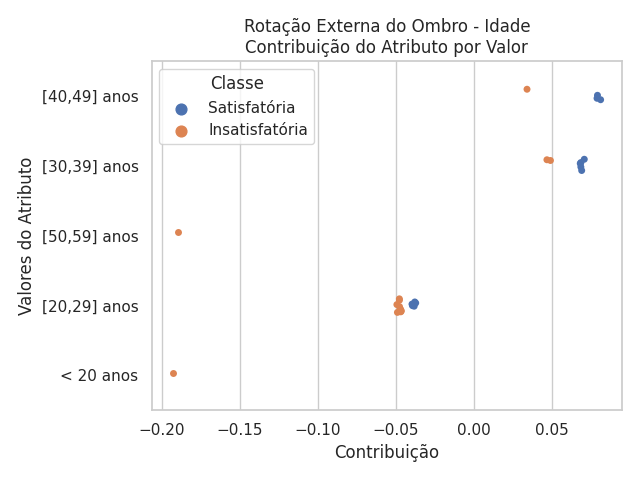 Rotação Externa do Ombro - Idade
Contribuição do Atributo por Valor
Classe
Satisfatória
Insatisfatória
Valores do Atributo
[40,49] anos
[30,39] anos
[50,59] anos
[20,29] anos
< 20 anos
−0.20 −0.15 −0.10 −0.05 0.00 0.05
Contribuição